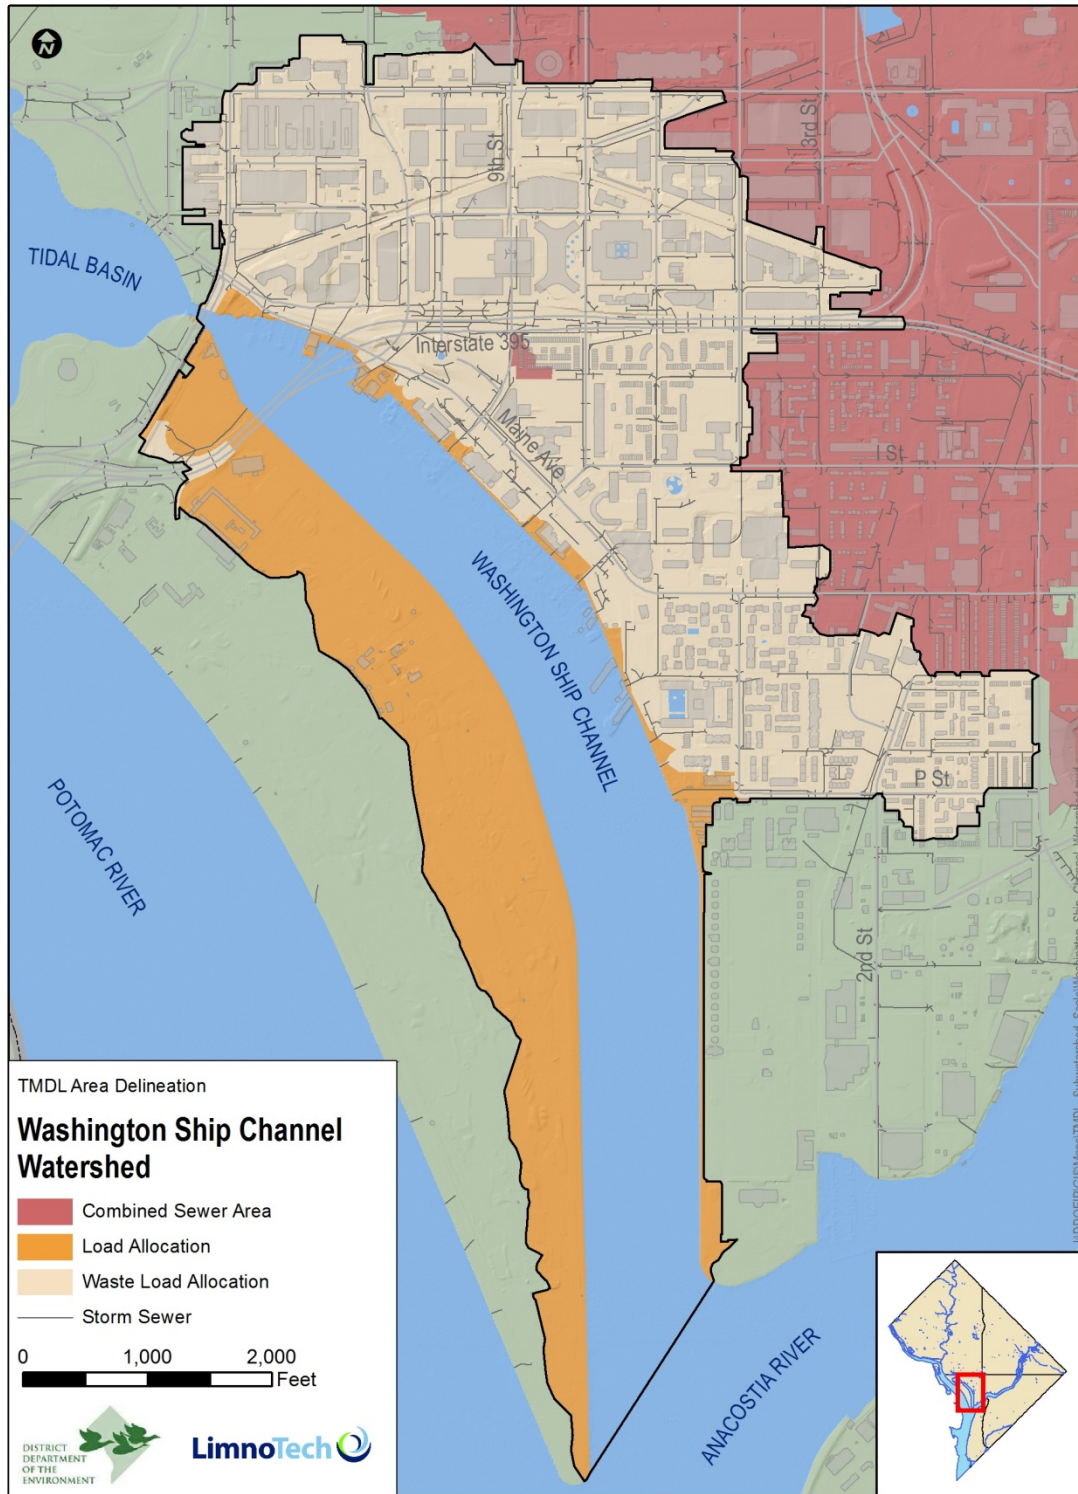 N
9th St
3rd St
TIDAL BASIN
Interstate 395
Maine Ave
I St
WASHINGTON SHIP CHANNEL
POTOMAC RIVER
P St
2nd St
ANACOSTIA RIVER
TMDL Area Delineation
Washington Ship Channel
Watershed
Combined Sewer Area
Load Allocation
Waste Load Allocation
Storm Sewer
0 1,000 2,000
Feet
DISTRICT
DEPARTMENT
OF THE
ENVIRONMENT
LimnoTech